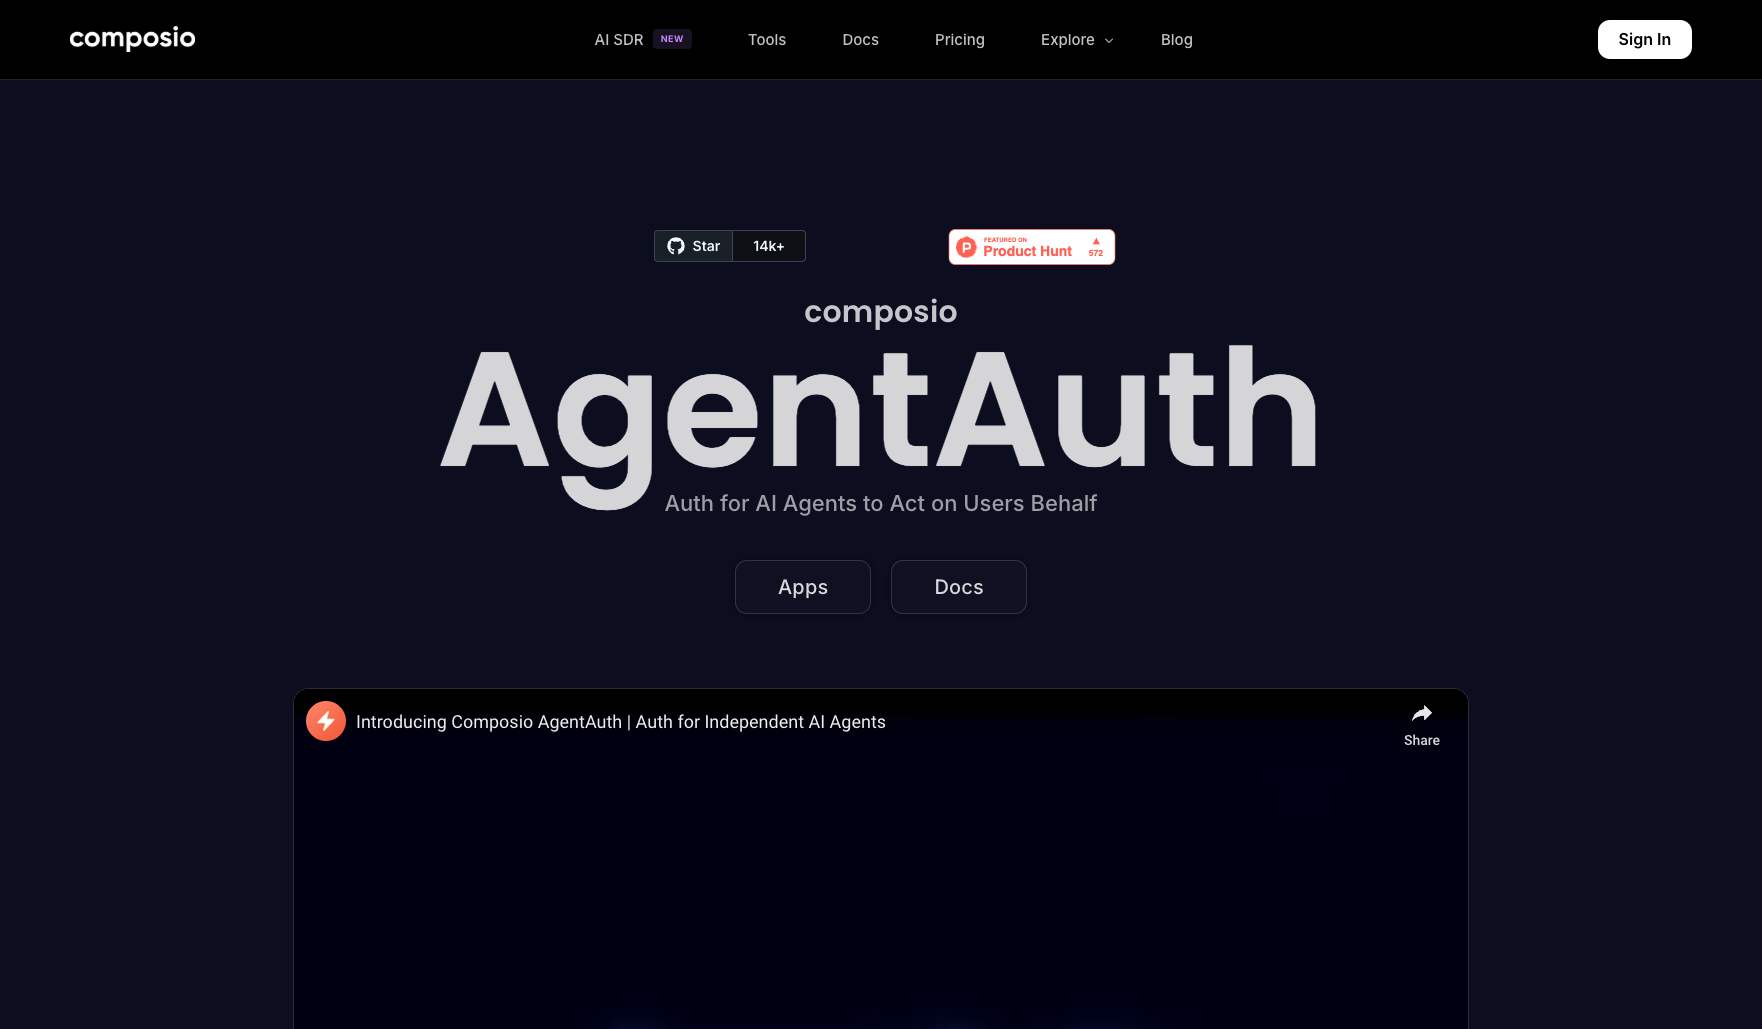 composio
AI SDR NEW
Tools
Docs
Pricing
Explore
Blog
Sign In
Star 14k+
FEATURED ON
Product Hunt
572
composio
AgentAuth
Auth for AI Agents to Act on Users Behalf
Apps
Docs
Introducing Composio AgentAuth | Auth for Independent AI Agents
Share